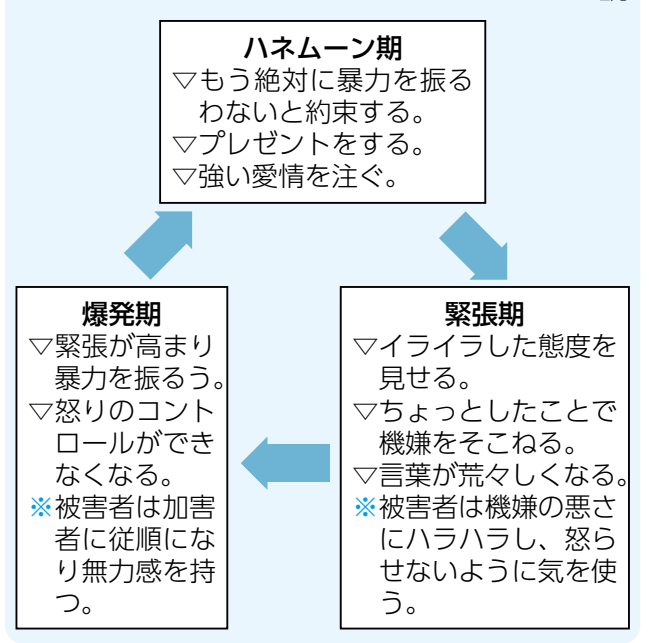 ハネムーン期
▽もう絶対に暴力を振る
わないと約束する。
▽プレゼントをする。
▽強い愛情を注ぐ。
爆発期
▽緊張が高まり
暴力を振るう。
▽怒りのコント
ロールができ
なくなる。
※被害者は加害
者に従順にな
り無力感を持
つ。
緊張期
▽イライラした態度を
見せる。
▽ちょっとしたことで
機嫌をそこねる。
▽言葉が荒々しくなる。
※被害者は機嫌の悪さ
にハラハラし、怒ら
せないように気を使
う。